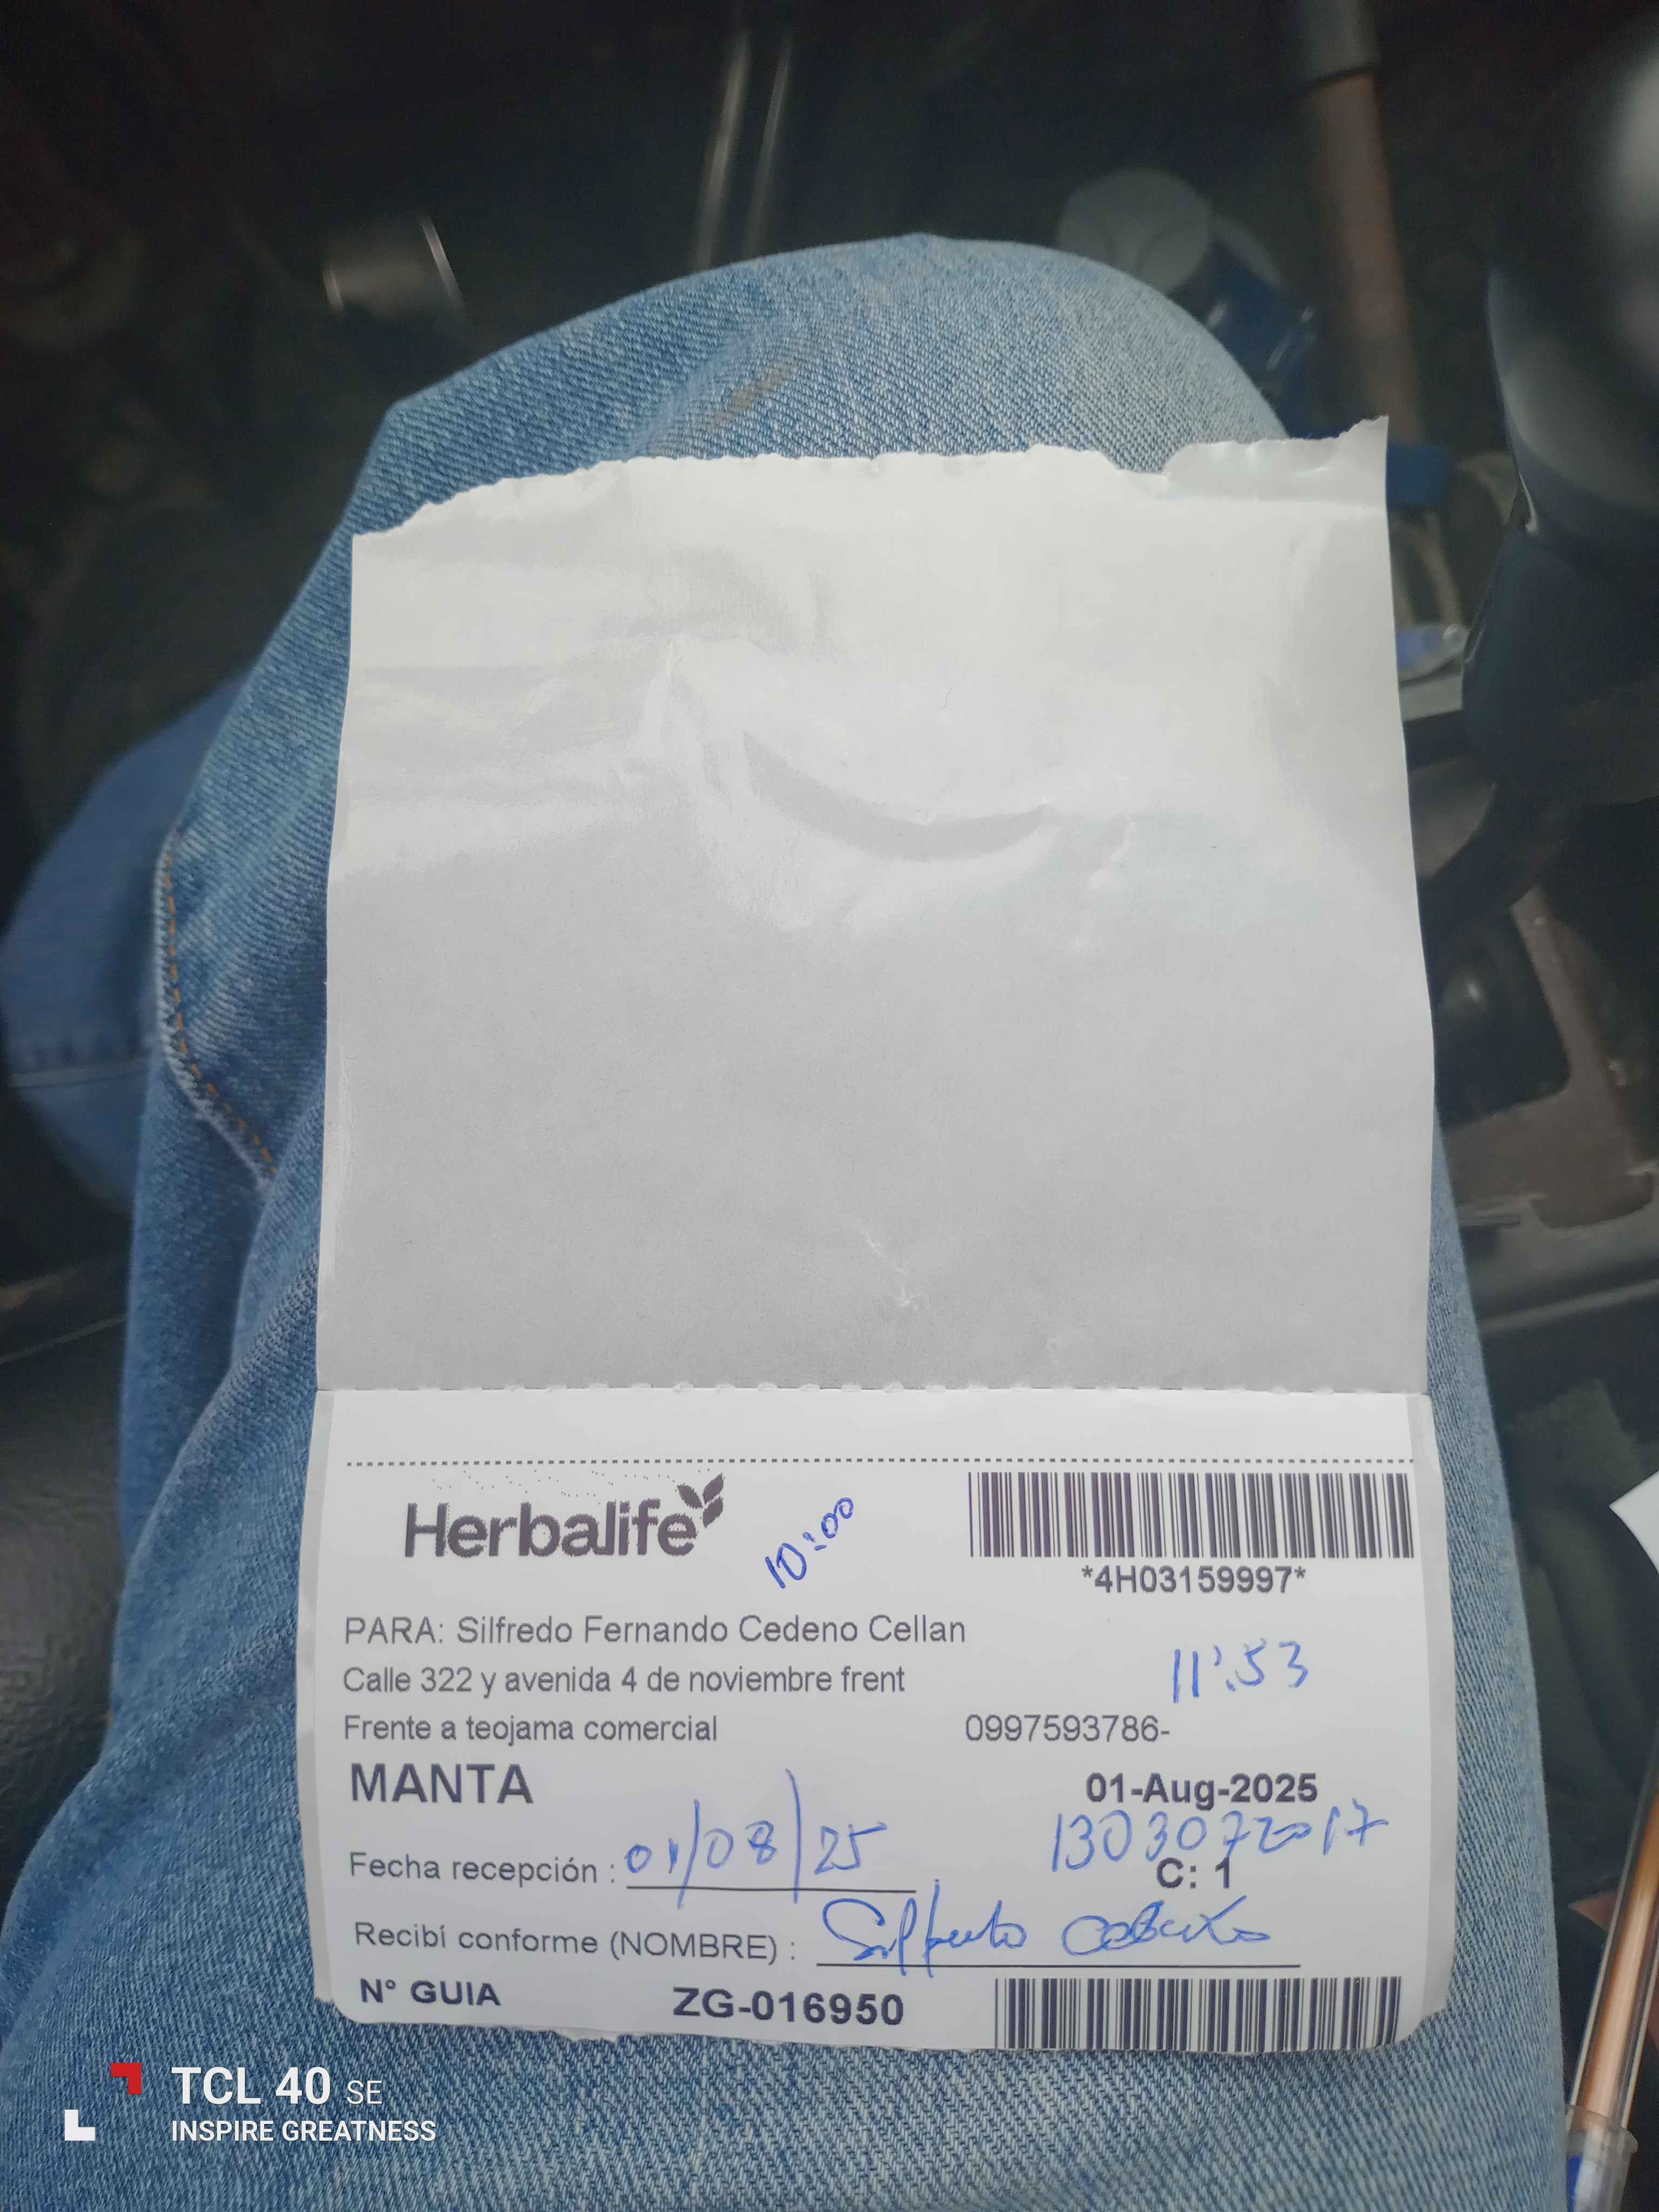 Herbalife
10:00
*4H03159997*
PARA: Silfredo Fernando Cedeno Cellan
Calle 322 y avenida 4 de noviembre frent
11:53
Frente a teojama comercial 0997593786-
MANTA 01-Aug-2025
1303072017
Fecha recepción : 01/08/25 C: 1
Recibí conforme (NOMBRE) :
N° GUIA ZG-016950
TCL 40 SE
INSPIRE GREATNESS